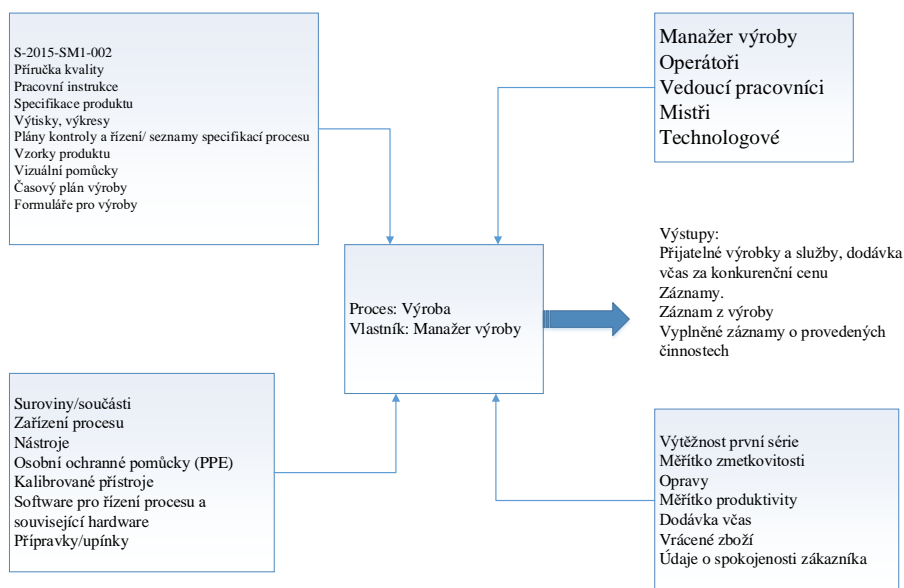 S-2015-SM1-002
Příručka kvality
Pracovní instrukce
Specifikace produktu
Výtisky, výkresy
Plány kontroly a řízení/ seznamy specifikací procesu
Vzorky produktu
Vizuální pomůcky
Časový plán výroby
Formuláře pro výroby
Manažer výroby
Operátoři
Vedoucí pracovníci
Mistři
Technologové
Proces: Výroba
Vlastník: Manažer výroby
Výstupy:
Přijatelné výrobky a služby, dodávka
včas za konkurenční cenu
Záznamy.
Záznam z výroby
Vyplněné záznamy o provedených
činnostech
Suroviny/součásti
Zařízení procesu
Nástroje
Osobní ochranné pomůcky (PPE)
Kalibrované přístroje
Software pro řízení procesu a
související hardware
Přípravky/upínky
Výtěžnost první série
Měřítko zmetkovitosti
Opravy
Měřítko produktivity
Dodávka včas
Vrácené zboží
Údaje o spokojenosti zákazníka